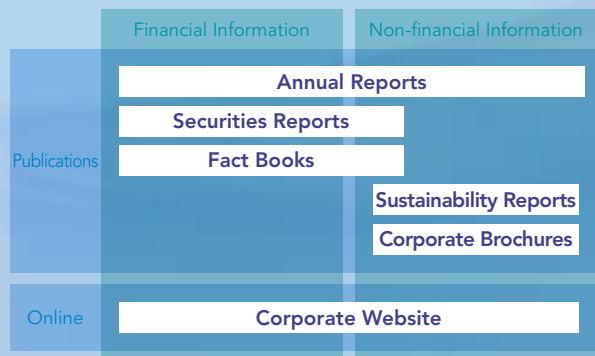 Financial Information
Non-financial Information
Annual Reports
Securities Reports
Publications
Fact Books
Sustainability Reports
Corporate Brochures
Online
Corporate Website